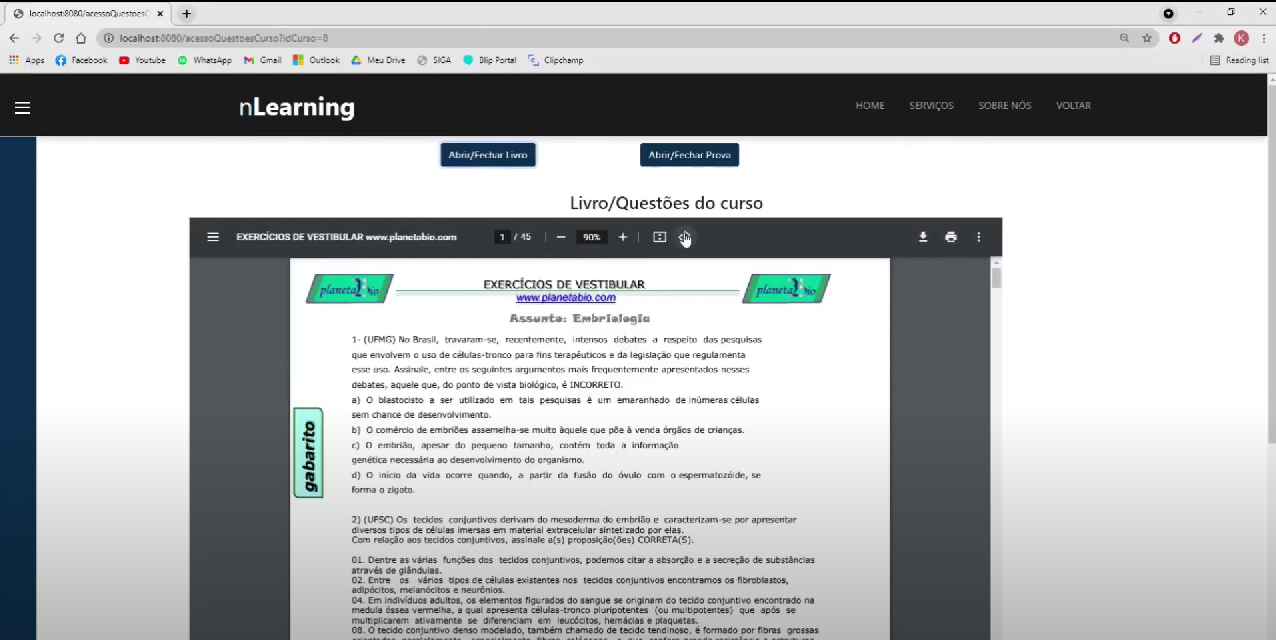 localhost:8080/acessoQuestoesC
localhost:8080/acessoQuestoesCurso?idCurso=8
K
Apps Facebook Youtube WhatsApp Gmail Outlook Meu Drive SIGA Blip Portal Clipchamp Reading list
nLearning HOME SERVIÇOS SOBRE NÓS VOLTAR
Abrir/Fechar Livro Abrir/Fechar Prova
Livro/Questões do curso
EXERCÍCIOS DE VESTIBULAR www.planetabio.com 1 / 45 90%
planeta bio EXERCÍCIOS DE VESTIBULAR planeta bio
www.planetabio.com
Assunto: Embriologia
1- (UFMG) No Brasil, travaram-se, recentemente, intensos debates a respeito das pesquisas
que envolvem o uso de células-tronco para fins terapêuticos e da legislação que regulamenta
esse uso. Assinale, entre os seguintes argumentos mais frequentemente apresentados nesses
debates, aquele que, do ponto de vista biológico, é INCORRETO.
a) O blastocisto a ser utilizado em tais pesquisas é um emaranhado de inúmeras células
sem chance de desenvolvimento.
b) O comércio de embriões assemelha-se muito àquele que põe à venda órgãos de crianças.
c) O embrião, apesar do pequeno tamanho, contém toda a informação
genética necessária ao desenvolvimento do organismo.
d) O início da vida ocorre quando, a partir da fusão do óvulo com o espermatozóide, se
forma o zigoto.
gabarito
2) (UFSC) Os tecidos conjuntivos derivam do mesoderma do embrião e caracterizam-se por apresentar
diversos tipos de células imersas em material extracelular sintetizado por elas.
Com relação aos tecidos conjuntivos, assinale a(s) proposição(ões) CORRETA(S).
01. Dentre as várias funções dos tecidos conjuntivos, podemos citar a absorção e a secreção de substâncias
através de glândulas.
02. Entre os vários tipos de células existentes nos tecidos conjuntivos encontramos os fibroblastos,
adipócitos, melanócitos e neurônios.
04. Em indivíduos adultos, os elementos figurados do sangue se originam do tecido conjuntivo encontrado na
medula óssea vermelha, a qual apresenta células-tronco pluripotentes (ou multipotentes) que após se
multiplicarem ativamente se diferenciam em leucócitos, hemácias e plaquetas.
08. O tecido conjuntivo denso modelado, também chamado de tecido tendinoso, é formado por fibras grossas